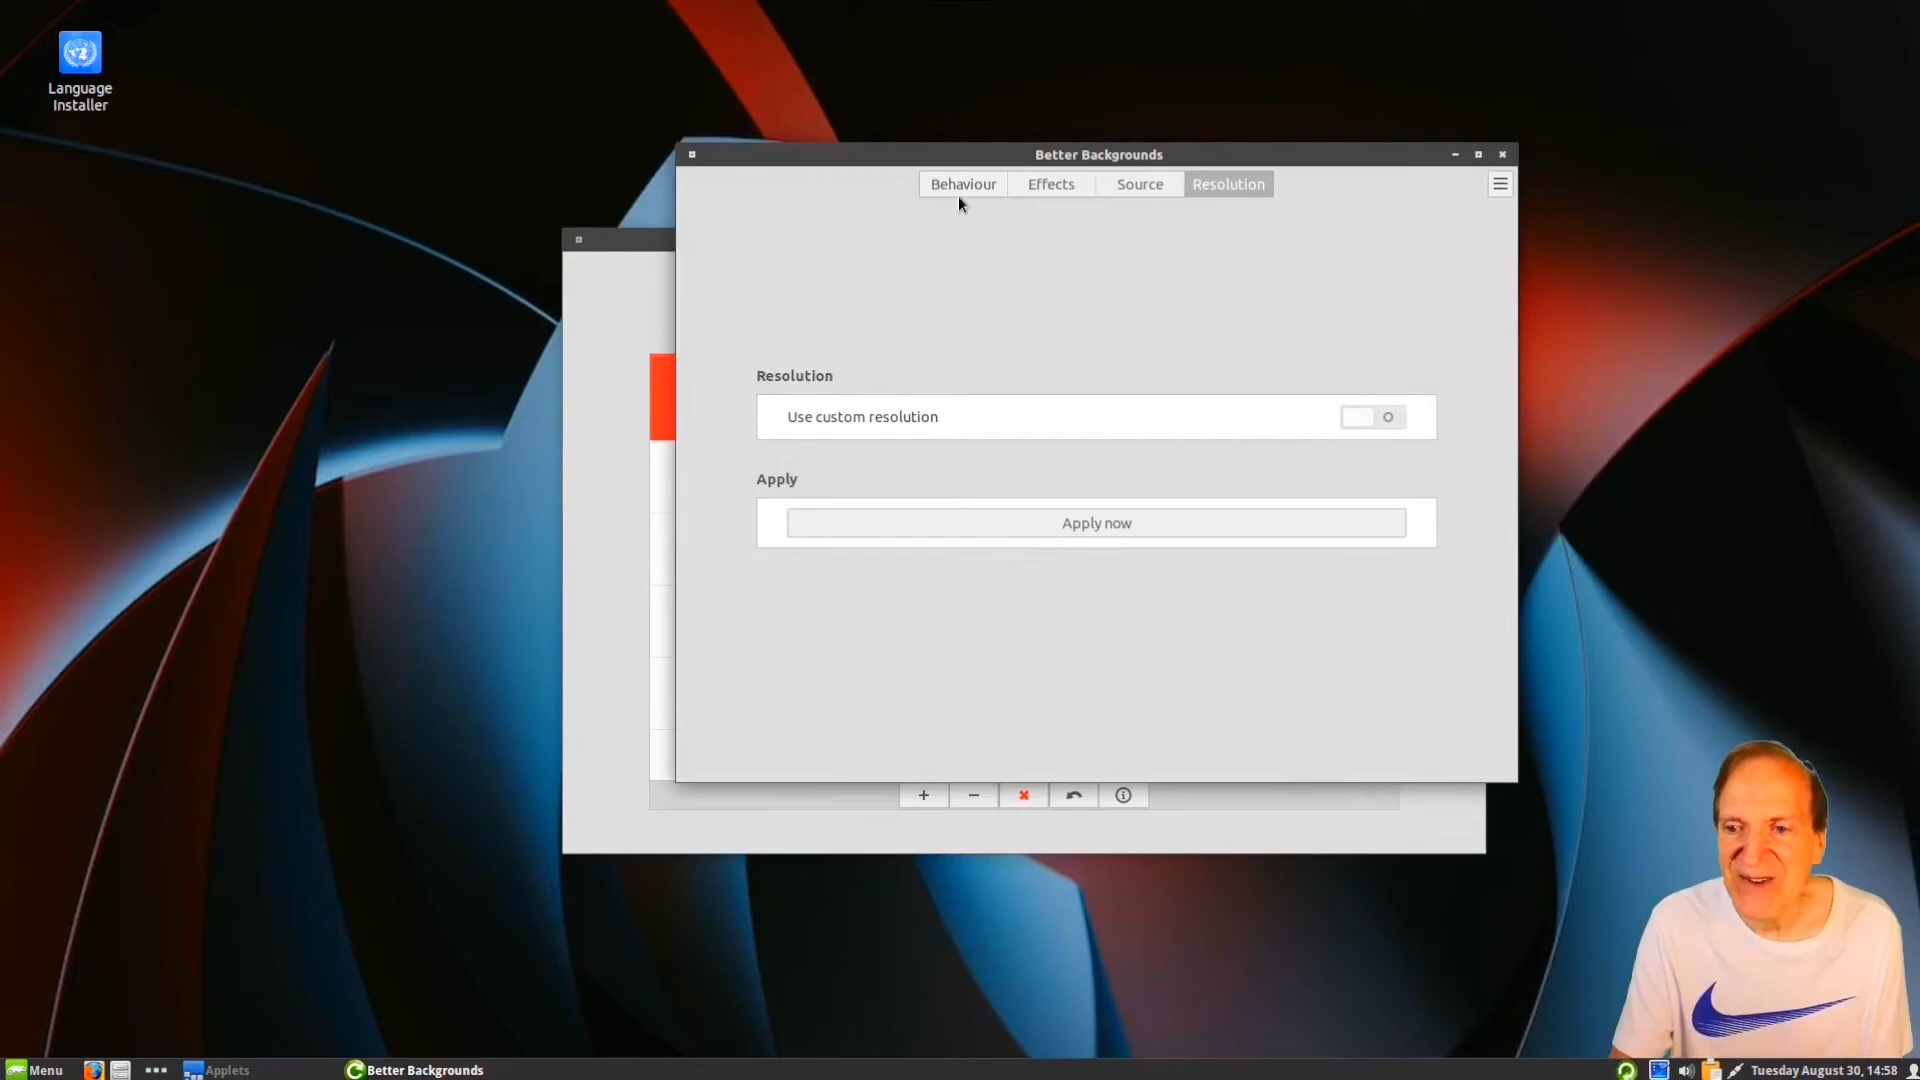 Language
Installer
Better Backgrounds
Behaviour Effects Source Resolution
Resolution
Use custom resolution
Apply
Apply now
Menu Applets Better Backgrounds Tuesday August 30, 14:58